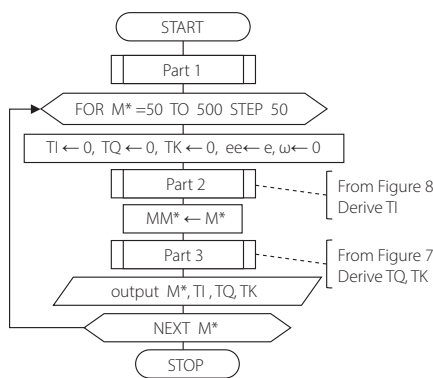 START
Part 1
FOR M* =50 TO 500 STEP 50
TI ← 0, TQ ← 0, TK ← 0, ee← e, ω← 0
Part 2
From Figure 8
Derive TI
MM* ← M*
Part 3
From Figure 7
Derive TQ, TK
output M*, TI , TQ, TK
NEXT M*
STOP